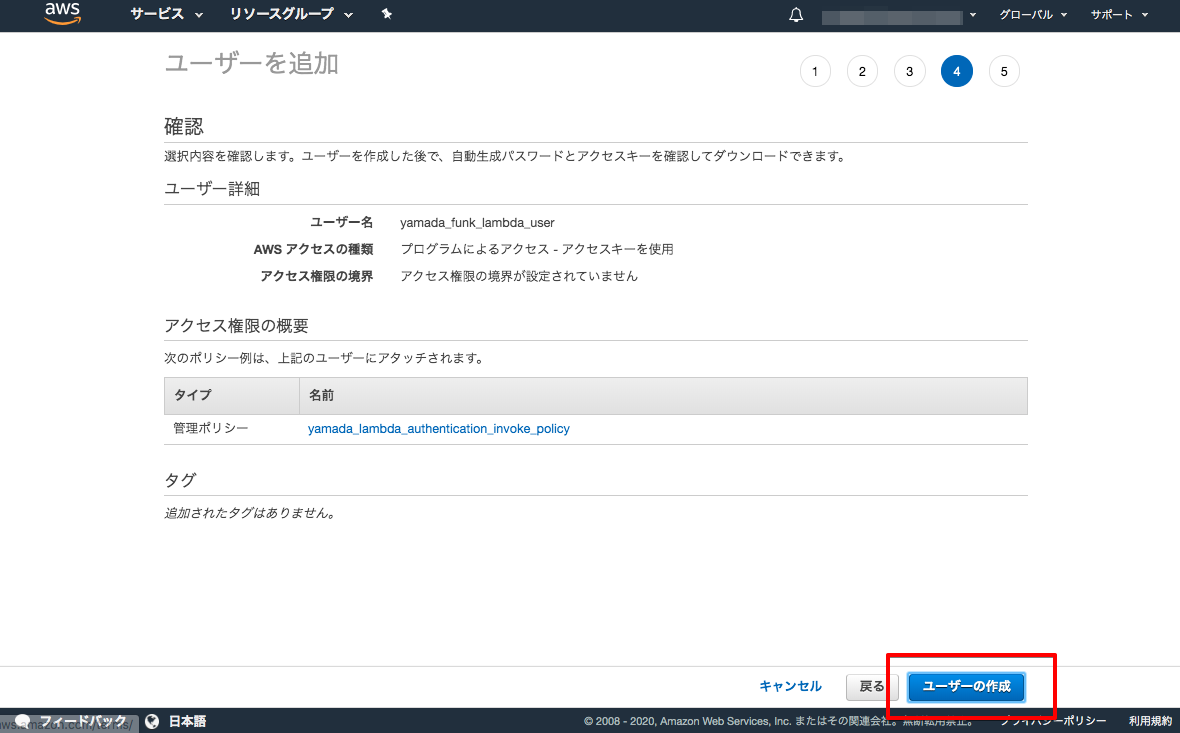 aws サービス リソースグループ グローバル サポート
ユーザーを追加
1 2 3 4 5
確認
選択内容を確認します。ユーザーを作成した後で、自動生成パスワードとアクセスキーを確認してダウンロードできます。
ユーザー詳細
ユーザー名 yamada_funk_lambda_user
AWS アクセスの種類 プログラムによるアクセス - アクセスキーを使用
アクセス権限の境界 アクセス権限の境界が設定されていません
アクセス権限の概要
次のポリシー例は、上記のユーザーにアタッチされます。
タイプ 名前
管理ポリシー yamada_lambda_authentication_invoke_policy
タグ
追加されたタグはありません。
キャンセル 戻る ユーザーの作成
フィードバック 日本語 © 2008 - 2020, Amazon Web Services, Inc. またはその関連会社。無断転用禁止。 プライバシーポリシー 利用規約